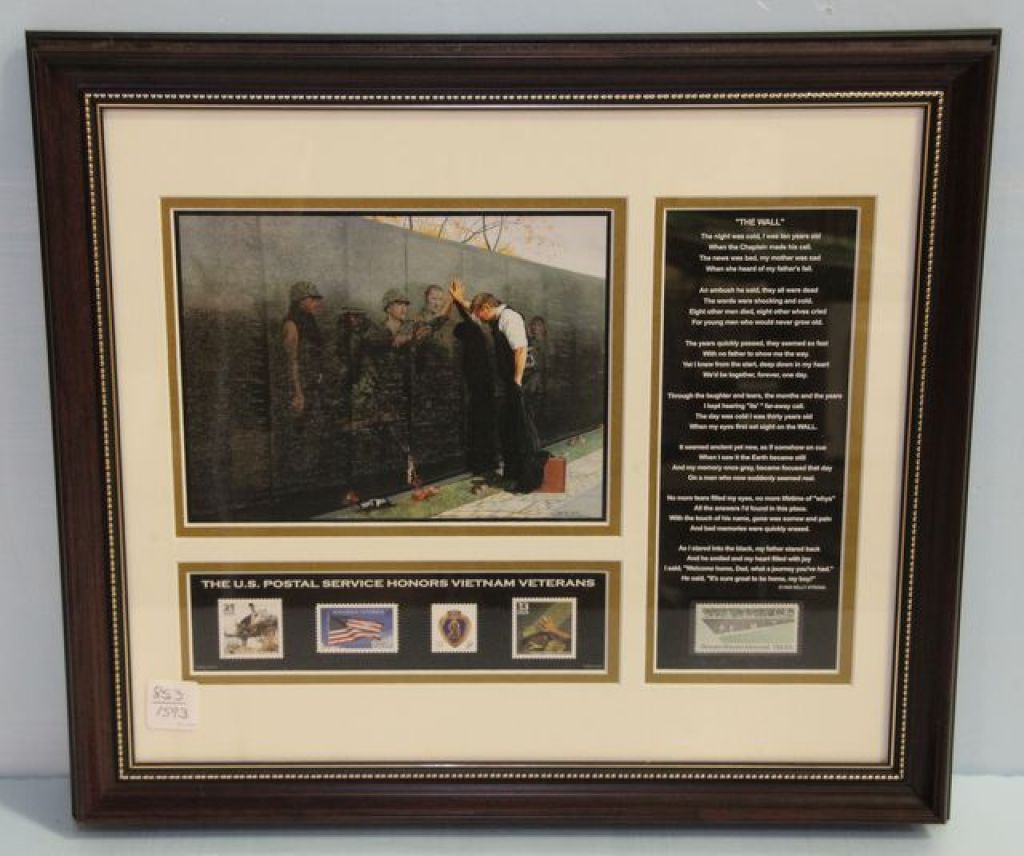 "THE WALL"
The night was cold, I was ten years old
When the Chaplain made his call.
The news was bad, my mother was sad
When she heard of my father's fall.
An ambush he said, they all were dead
The words were shocking and cold.
Eight other men died, eight other wives cried
For young men who would never grow old.
The years quickly passed, they seemed so fast
With no father to show me the way.
Yet I knew from the start, deep down in my heart
We'd be together, forever, one day.
Through the laughter and tears, the months and the years
I kept hearing "its'" far-away call.
The day was cold I was thirty years old
When my eyes first set sight on the WALL.
It seemed ancient yet new, as if somehow on cue
When I saw it the Earth became still
And my memory once gray, became focused that day
On a man who now suddenly seemed real.
No more tears filled my eyes, no more lifetime of "whys"
All the answers I'd found in this place.
With the touch of his name, gone was sorrow and pain
And bad memories were quickly erased.
As I stared into the black, my father stared back
And he smiled and my heart filled with joy
I said, "Welcome home, Dad, what a journey you've had."
He said, "It's sure great to be home, my boy!"
THE U.S. POSTAL SERVICE HONORS VIETNAM VETERANS
853
1593